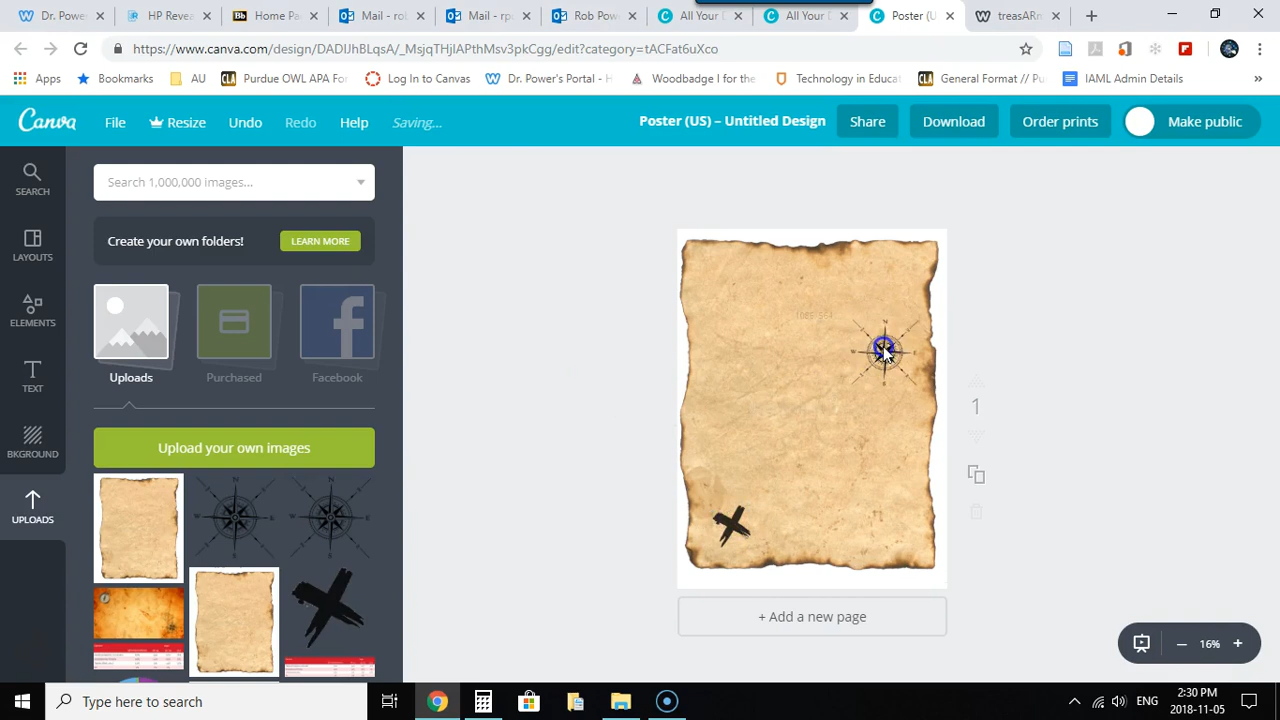 Dr. Powe
HP Reveal
Home Pa
Mail - rob
Mail - rp
Rob Powe
All Your D
All Your D
Poster (U
treasARm
https://www.canva.com/design/DADIJhBLqsA/_MsjqTHjIAPthMsv3pkCgg/edit?category=tACFat6uXco
Apps
Bookmarks
AU
Purdue OWL APA Fo
Log In to Canvas
Dr. Power's Portal - H
Woodbadge I for the
Technology in Educat
General Format // Pu
IAML Admin Details
»
Canva
File
Resize
Undo
Redo
Help
Saving...
Poster (US) – Untitled Design
Share
Download
Order prints
Make public
SEARCH
LAYOUTS
ELEMENTS
TEXT
BKGROUND
UPLOADS
Search 1,000,000 images...
Create your own folders!
LEARN MORE
Uploads
Purchased
Facebook
Upload your own images
N
W
E
S
1
+ Add a new page
16%
Type here to search
ENG
2:30 PM
2018-11-05